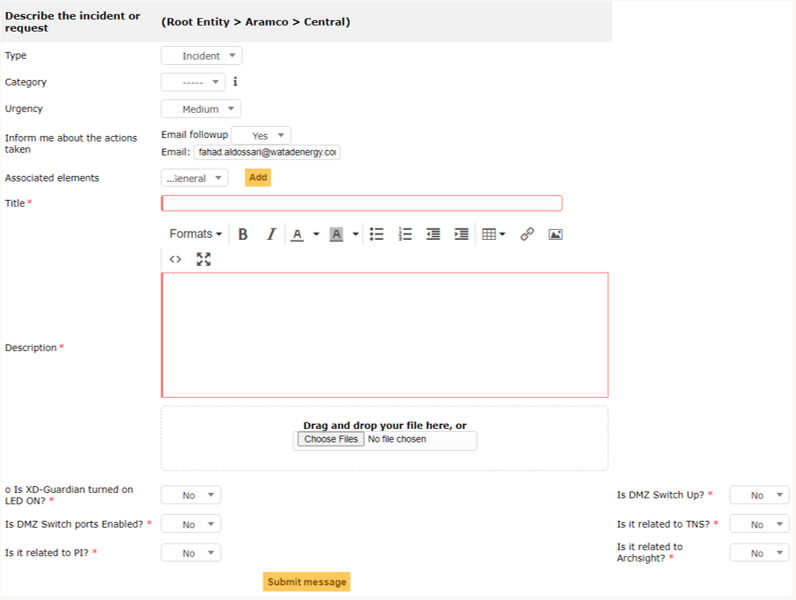 Describe the incident or
request
(Root Entity > Aramco > Central)
Type
Incident
Category
-----
i
Urgency
Medium
Inform me about the actions
taken
Email followup
Yes
Email:
fahad.aldossari@watadenergy.co
Associated elements
...General
Add
Title *
Formats
B I A A
<>
Description *
Drag and drop your file here, or
Choose Files No file chosen
o Is XD-Guardian turned on
LED ON? *
No
Is DMZ Switch Up? *
No
Is DMZ Switch ports Enabled? *
No
Is it related to TNS? *
No
Is it related to PI? *
No
Is it related to
Archsight? *
No
Submit message